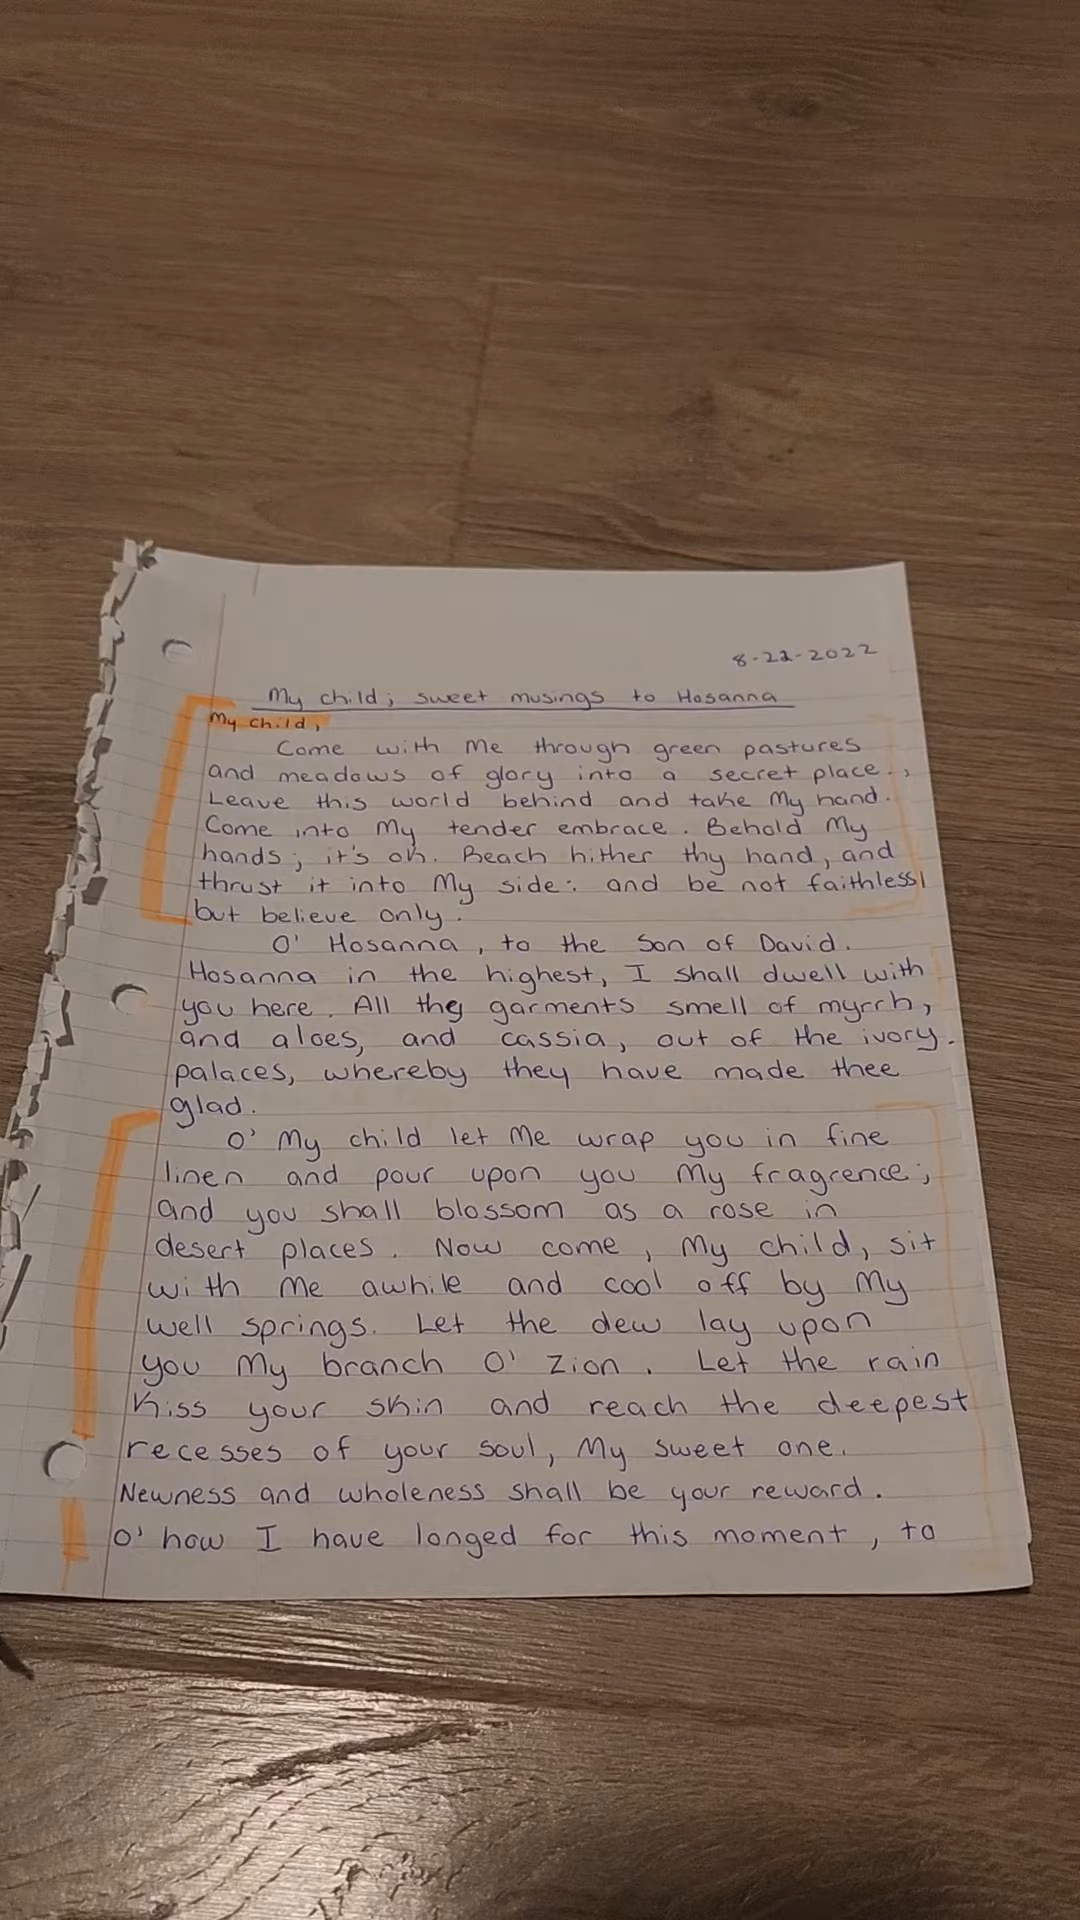 8-22-2022
My child; sweet musings to Hosanna
My child,
Come with Me through green pastures
and meadows of glory into a secret place.,
Leave this world behind and take My hand.
Come into My tender embrace. Behold My
hands; it's oh. Reach hither thy hand, and
thrust it into My side: and be not faithless
but believe only.
O' Hosanna, to the Son of David.
Hosanna in the highest, I shall dwell with
you here. All thy garments smell of myrrh,
and aloes, and cassia, out of the ivory.
palaces, whereby they have made thee
glad.
O' My child let Me wrap you in fine
linen and pour upon you My fragrence;
and you shall blossom as a rose in
desert places. Now come, My child, sit
with Me awhile and cool off by My
well springs. Let the dew lay upon
you My branch O' Zion. Let the rain
kiss your skin and reach the deepest
recesses of your soul, My sweet one.
Newness and wholeness shall be your reward.
O' how I have longed for this moment, to